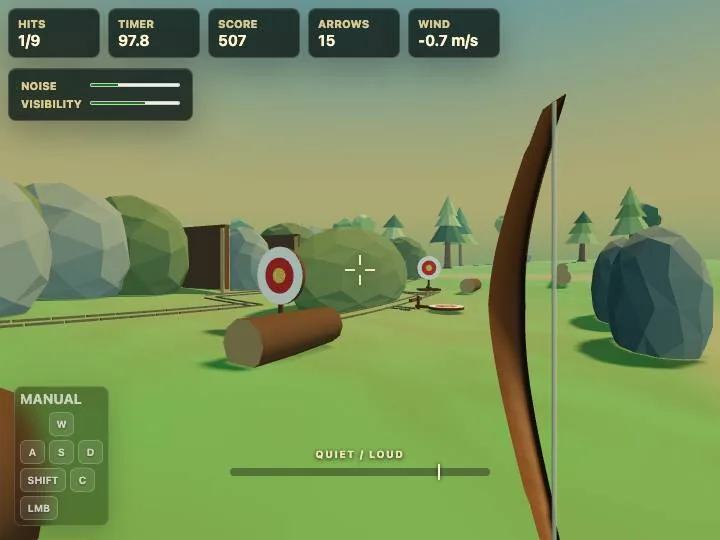 HITS
1/9
TIMER
97.8
SCORE
507
ARROWS
15
WIND
-0.7 m/s
NOISE
VISIBILITY
MANUAL
W
A S D
SHIFT C
LMB
QUIET / LOUD